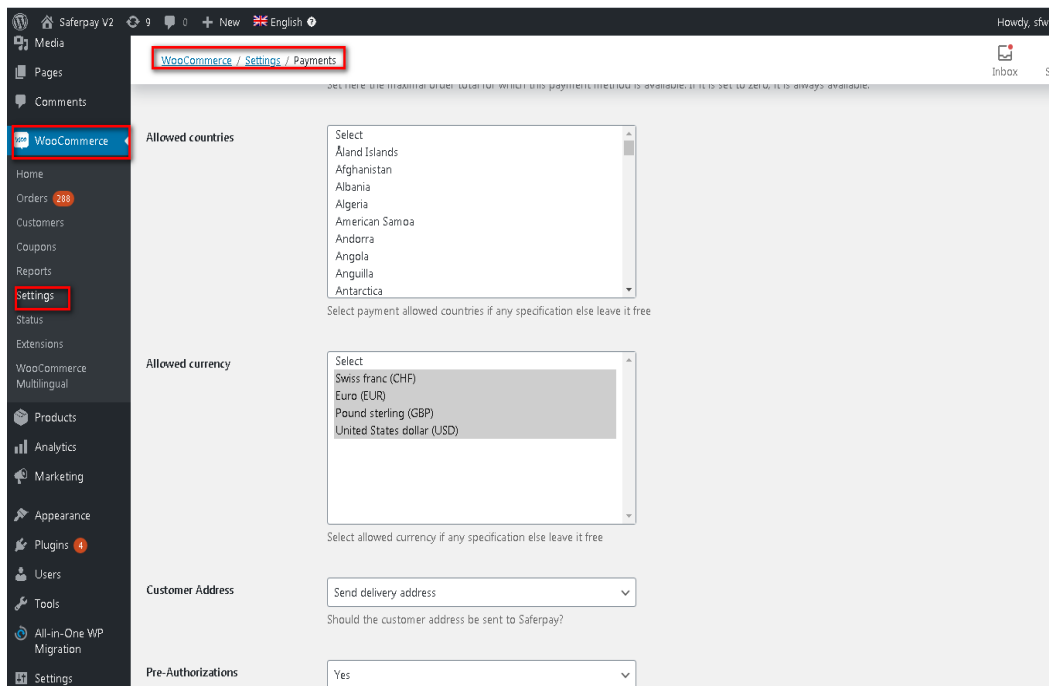 Saferpay V2 9 0 New English Howdy, sfw
Media
Pages
Comments
WooCommerce
Home
Orders 288
Customers
Coupons
Reports
Settings
Status
Extensions
WooCommerce
Multilingual
Products
Analytics
Marketing
Appearance
Plugins 4
Users
Tools
All-in-One WP
Migration
Settings
WooCommerce / Settings / Payments
Inbox
S
Set here the maximal order total for which this payment method is available. If it is set to zero, it is always available.
Allowed countries
Select
Åland Islands
Afghanistan
Albania
Algeria
American Samoa
Andorra
Angola
Anguilla
Antarctica
Select payment allowed countries if any specification else leave it free
Allowed currency
Select
Swiss franc (CHF)
Euro (EUR)
Pound sterling (GBP)
United States dollar (USD)
Select allowed currency if any specification else leave it free
Customer Address
Send delivery address
Should the customer address be sent to Saferpay?
Pre-Authorizations
Yes